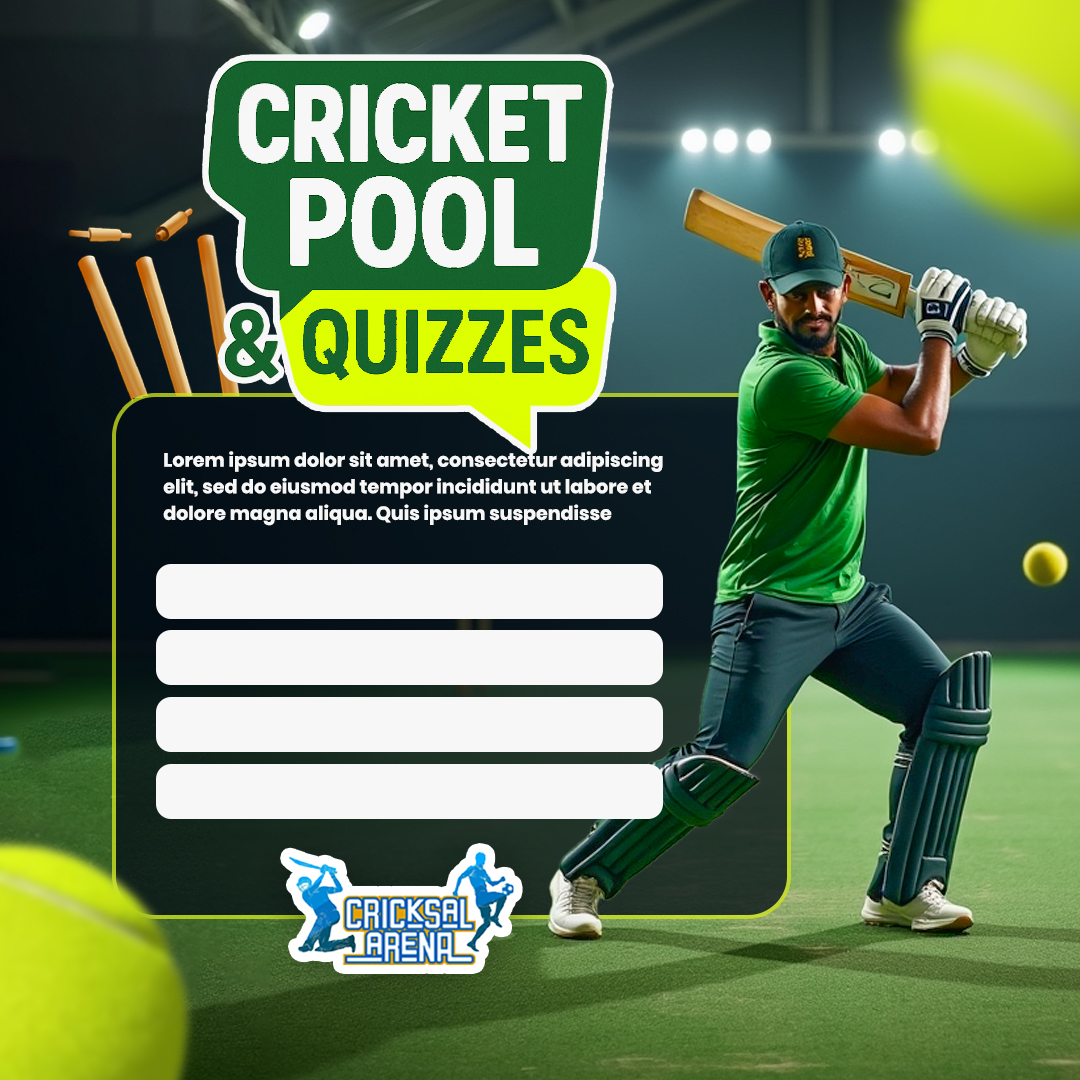 CRICKET
POOL
& QUIZZES
Lorem ipsum dolor sit amet, consectetur adipiscing
elit, sed do eiusmod tempor incididunt ut labore et
dolore magna aliqua. Quis ipsum suspendisse
CRICKSAL
ARENA